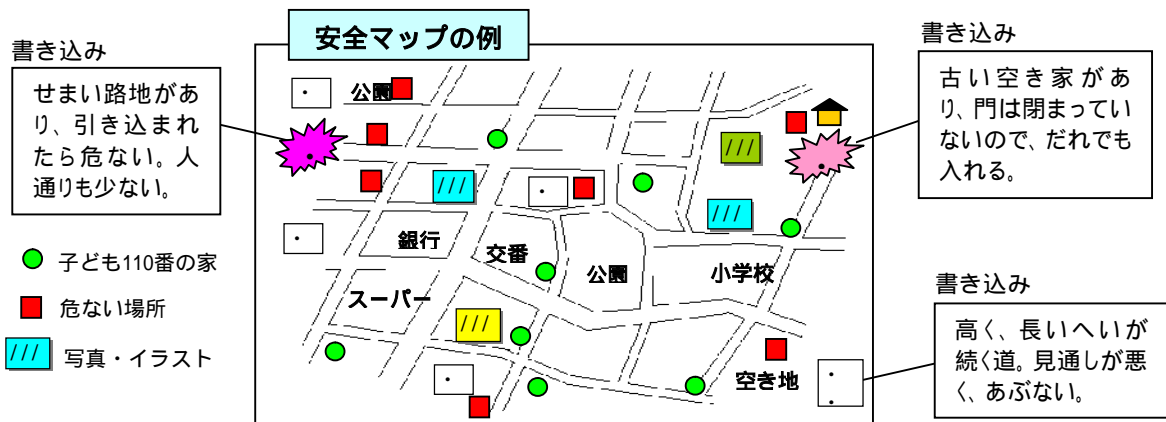 安全マップの例
書き込み
せまい路地があ
り、引き込まれ
たら危ない。人
通りも少ない。
書き込み
古い空き家があ
り、門は閉まってい
ないので、だれでも
入れる。
公園
銀行
交番
公園
小学校
スーパー
空き地
子ども110番の家
危ない場所
写真・イラスト
書き込み
高く、長いへいが
続く道。見通しが悪
く、あぶない。